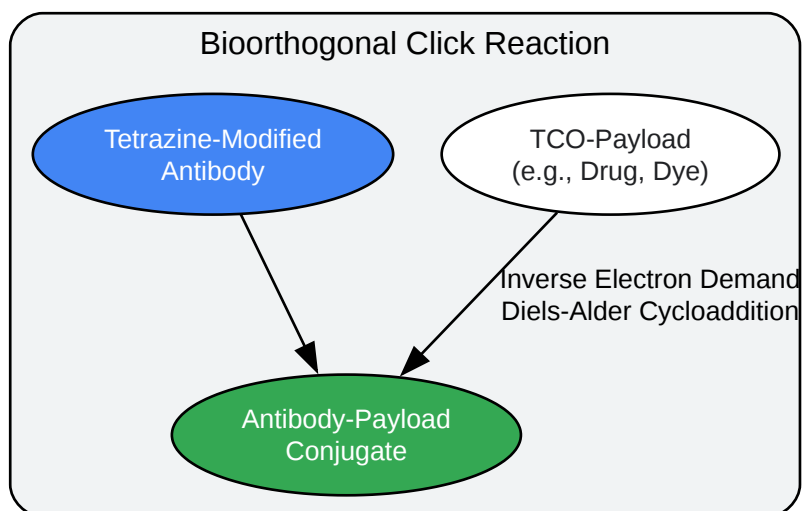 Bioorthogonal Click Reaction
Tetrazine-Modified
Antibody
TCO-Payload
(e.g., Drug, Dye)
Inverse Electron Demand
Diels-Alder Cycloaddition
Antibody-Payload
Conjugate